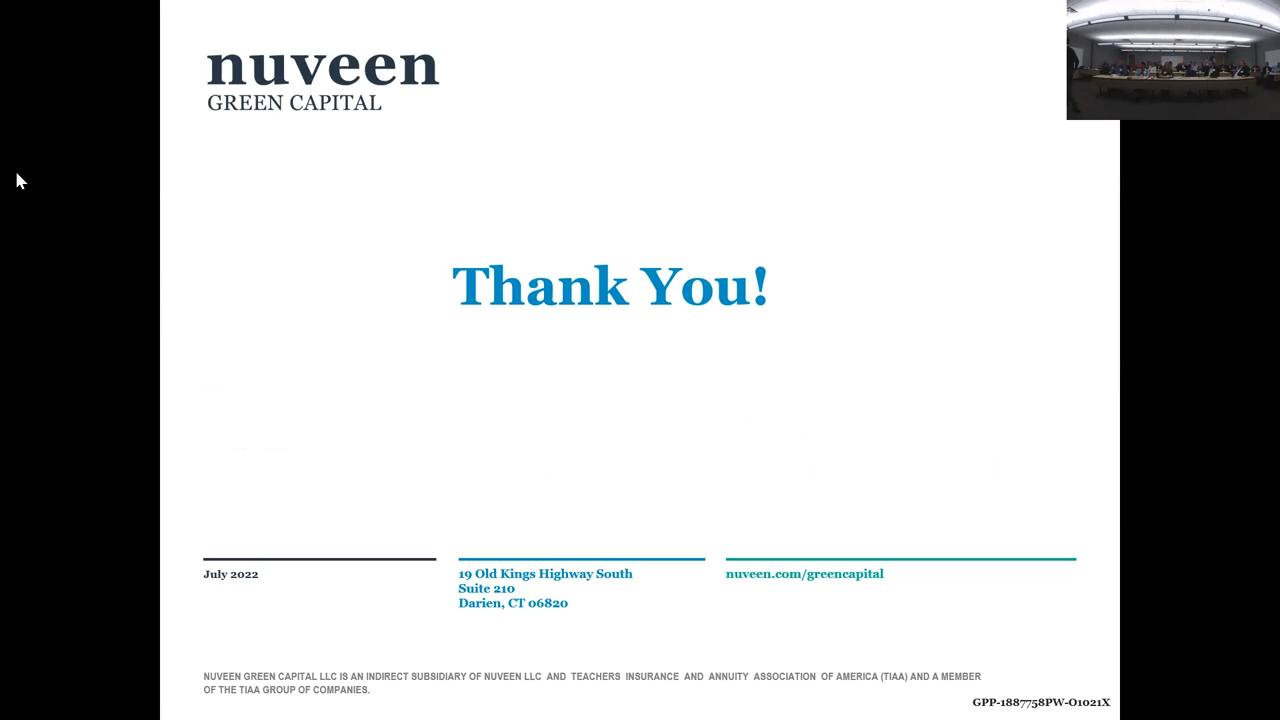 nuveen
GREEN CAPITAL
Thank You!
July 2022
19 Old Kings Highway South
Suite 210
Darien, CT 06820
nuveen.com/greencapital
NUVEEN GREEN CAPITAL LLC IS AN INDIRECT SUBSIDIARY OF NUVEEN LLC AND TEACHERS INSURANCE AND ANNUITY ASSOCIATION OF AMERICA (TIAA) AND A MEMBER
OF THE TIAA GROUP OF COMPANIES.
GPP-1887758PW-O1021X